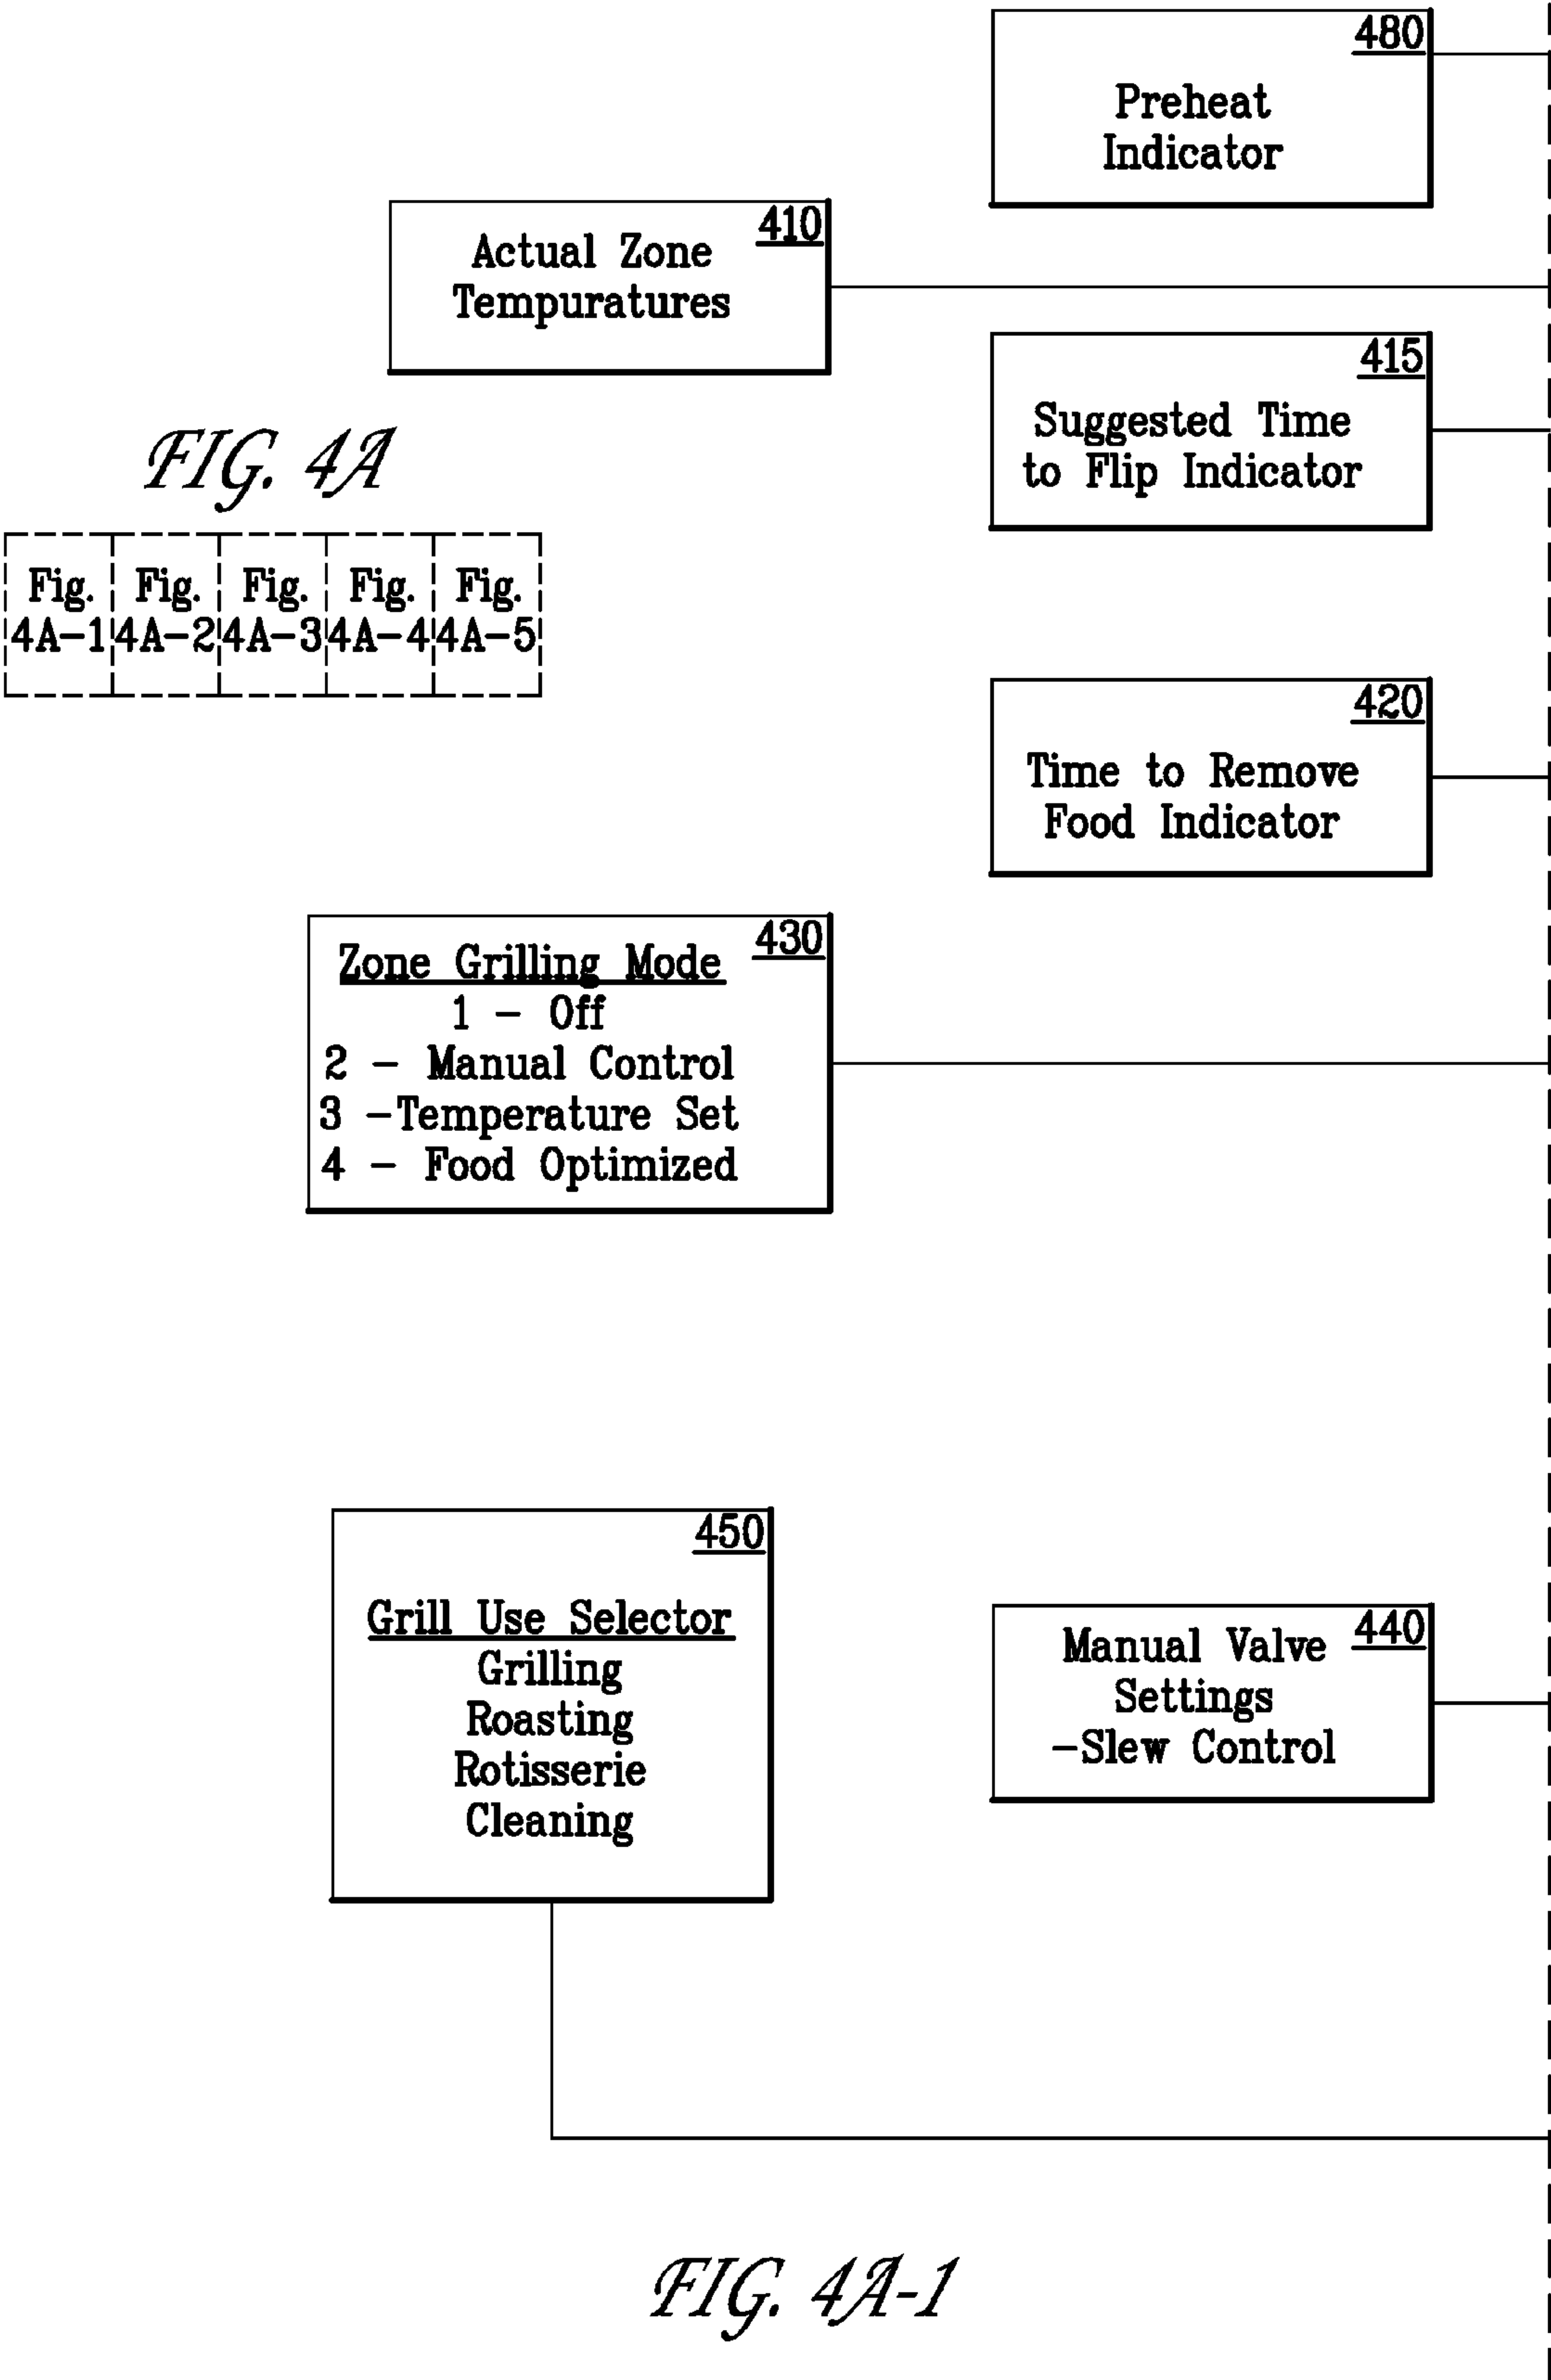 480
Preheat
Indicator
410
Actual Zone
Tempuratures
415
Suggested Time
to Flip Indicator
FIG. 4A
Fig. Fig. Fig. Fig. Fig.
4A-1 4A-2 4A-3 4A-4 4A-5
420
Time to Remove
Food Indicator
430
Zone Grilling Mode
1 - Off
2 - Manual Control
3 -Temperature Set
4 - Food Optimized
450
Grill Use Selector
Grilling
Roasting
Rotisserie
Cleaning
440
Manual Valve
Settings
-Slew Control
FIG. 4A-1